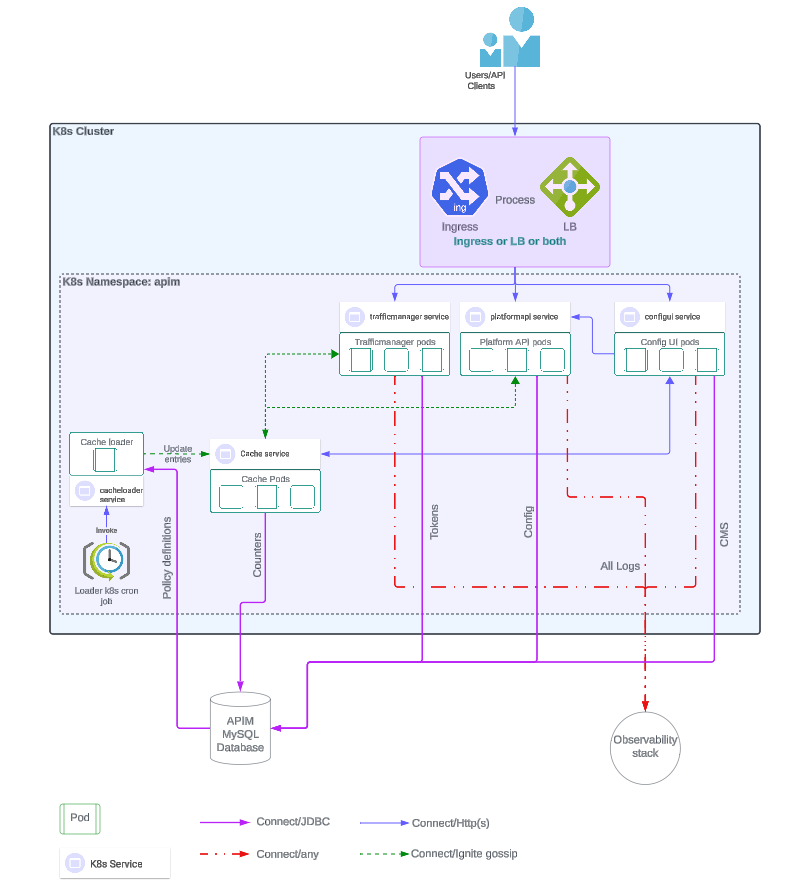 Users/API
Clients
K8s Cluster
ing
Process
Ingress
LB
Ingress or LB or both
K8s Namespace: apim
trafficmanager service
platformapi service
configui service
Trafficmanager pods
Platform API pods
Config UI pods
Cache loader
Update
entries
Cache service
cacheloader
service
Cache Pods
Invoke
Loader k8s cron
job
Policy definitions
Counters
Tokens
Config
CMS
All Logs
APIM
MySQL
Database
Observability
stack
Pod
Connect/JDBC
Connect/Http(s)
K8s Service
Connect/any
Connect/Ignite gossip